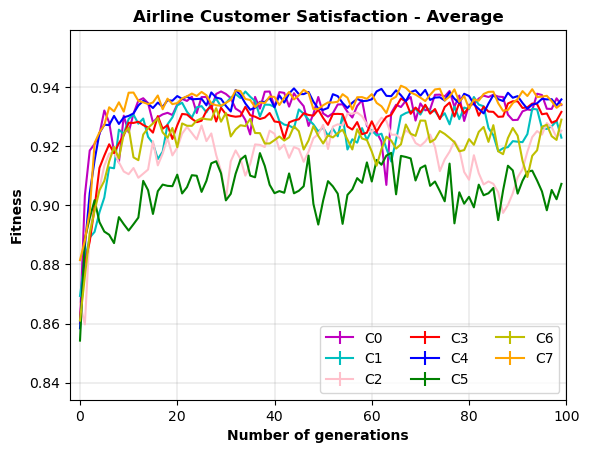 Airline Customer Satisfaction - Average
Fitness
0.94
0.92
0.90
0.88
0.86
0.84
0 20 40 60 80 100
Number of generations
C0 C3 C6
C1 C4 C7
C2 C5